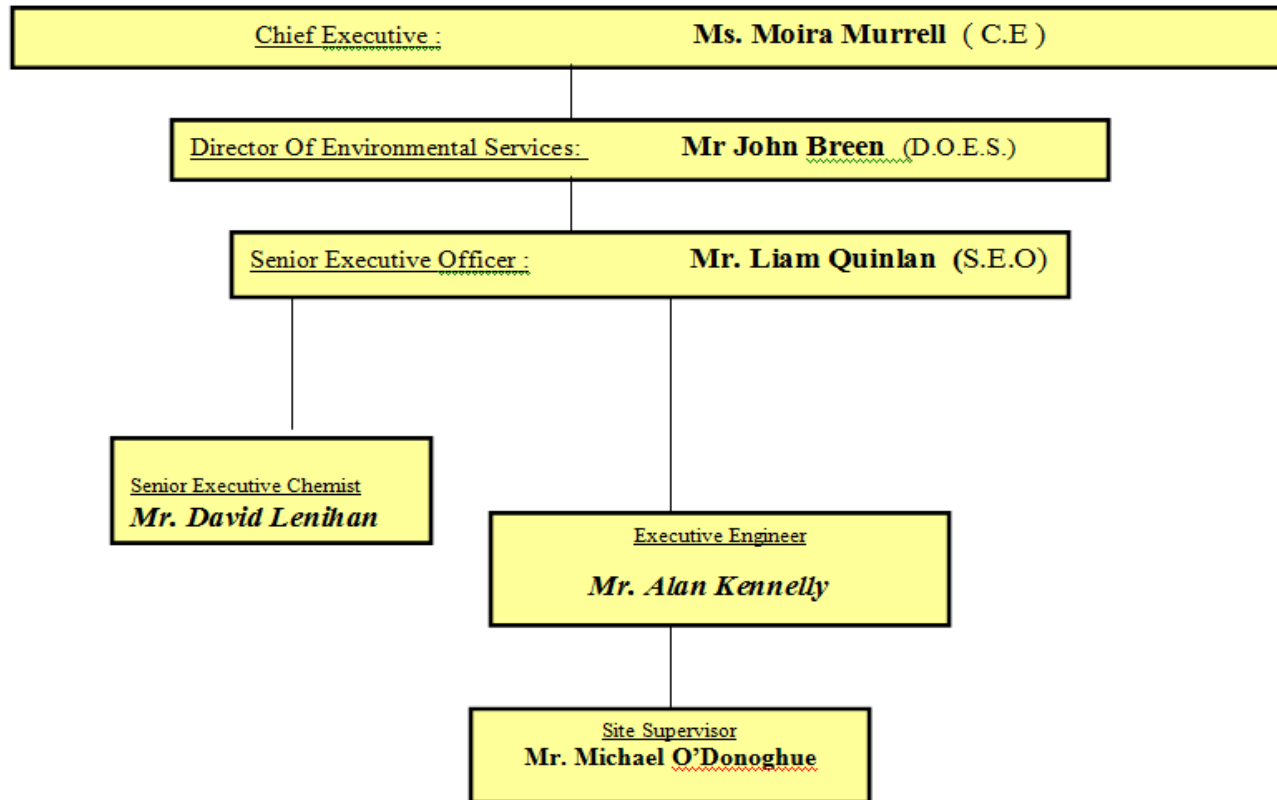 Chief Executive : Ms. Moira Murrell ( C.E )
Director Of Environmental Services: Mr John Breen (D.O.E.S.)
Senior Executive Officer : Mr. Liam Quinlan (S.E.O)
Senior Executive Chemist
Mr. David Lenihan
Executive Engineer
Mr. Alan Kennelly
Site Supervisor
Mr. Michael O’Donoghue